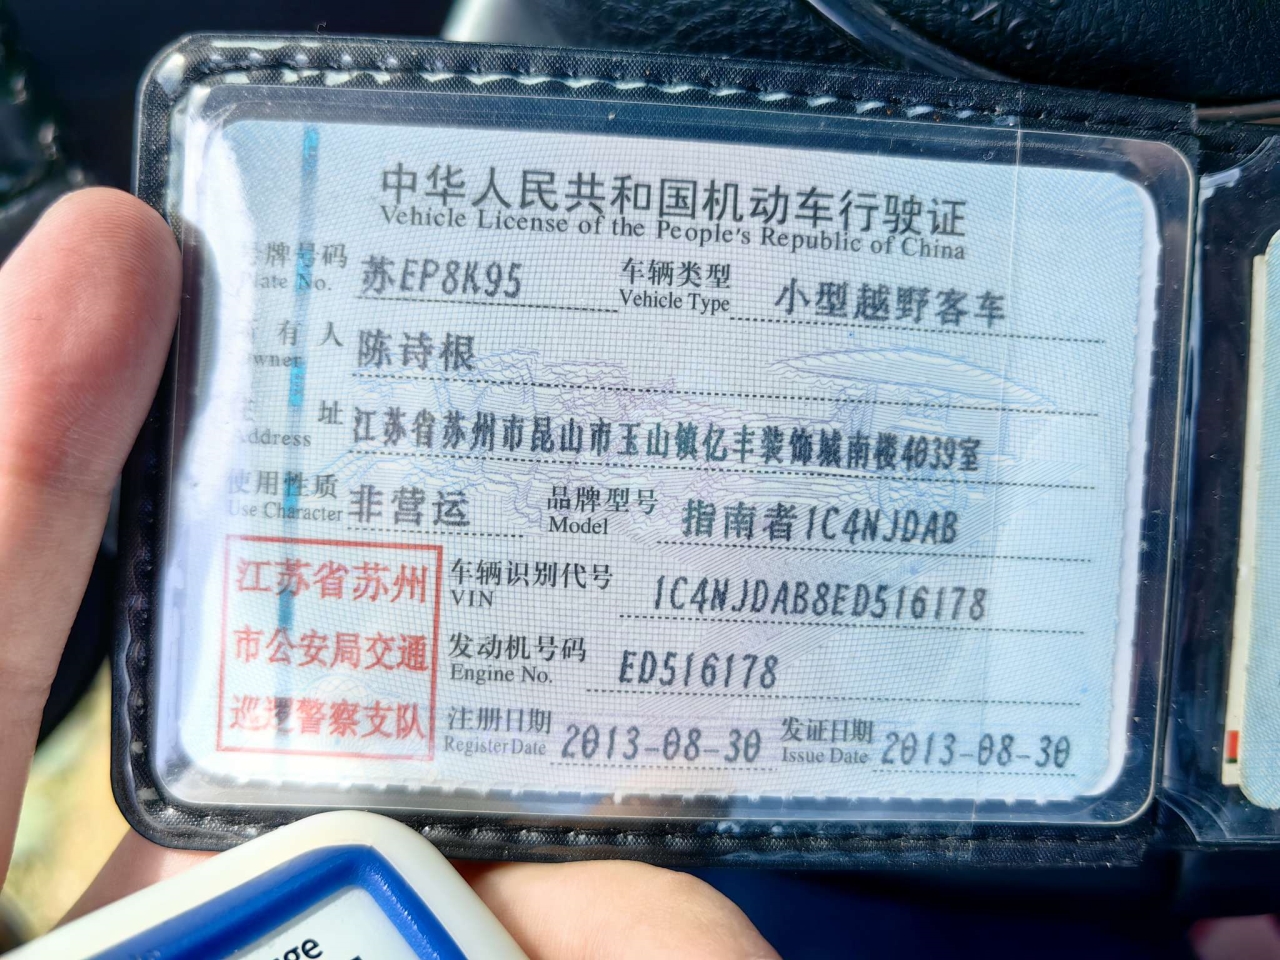 中华人民共和国机动车行驶证
Vehicle License of the People's Republic of China
号牌号码 苏EP8K95 车辆类型 小型越野客车
Plate No. Vehicle Type
所有人 陈诗根
Owner
住址 江苏省苏州市昆山市玉山镇亿丰装饰城南楼4039室
Address
使用性质 非营运 品牌型号 指南者1C4NJDAB
Use Character Model
车辆识别代号 1C4NJDAB8ED516178
VIN
发动机号码 ED516178
Engine No.
注册日期 2013-08-30 发证日期 2013-08-30
Register Date Issue Date
江苏省苏州
市公安局交通
巡逻警察支队